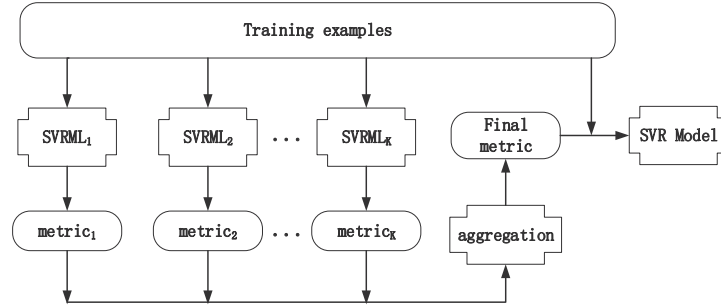 Training examples
SVRML₁
SVRML₂
...
SVRMLK
Final
metric
SVR Model
metric₁
metric₂
...
metricK
aggregation